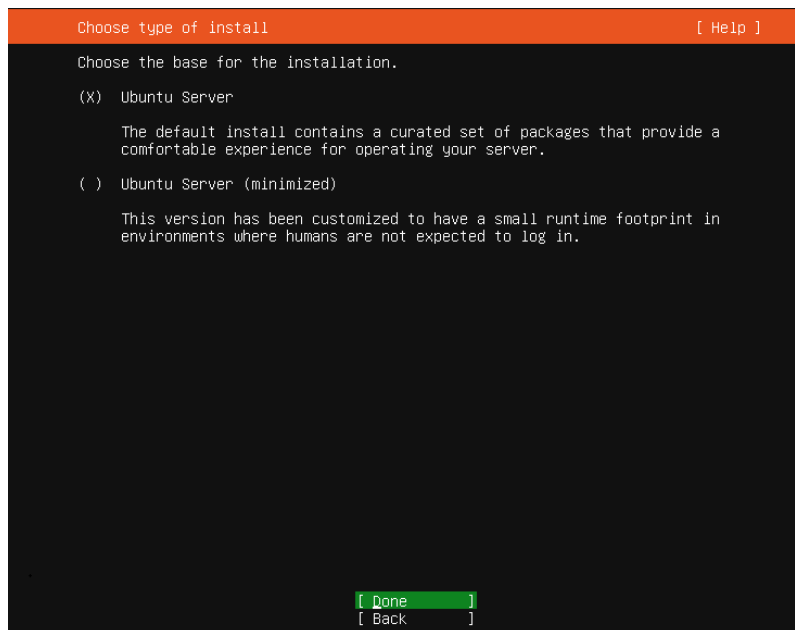 Choose type of install [ Help ]
Choose the base for the installation.
(X) Ubuntu Server
The default install contains a curated set of packages that provide a
comfortable experience for operating your server.
( ) Ubuntu Server (minimized)
This version has been customized to have a small runtime footprint in
environments where humans are not expected to log in.
[ Done ]
[ Back ]